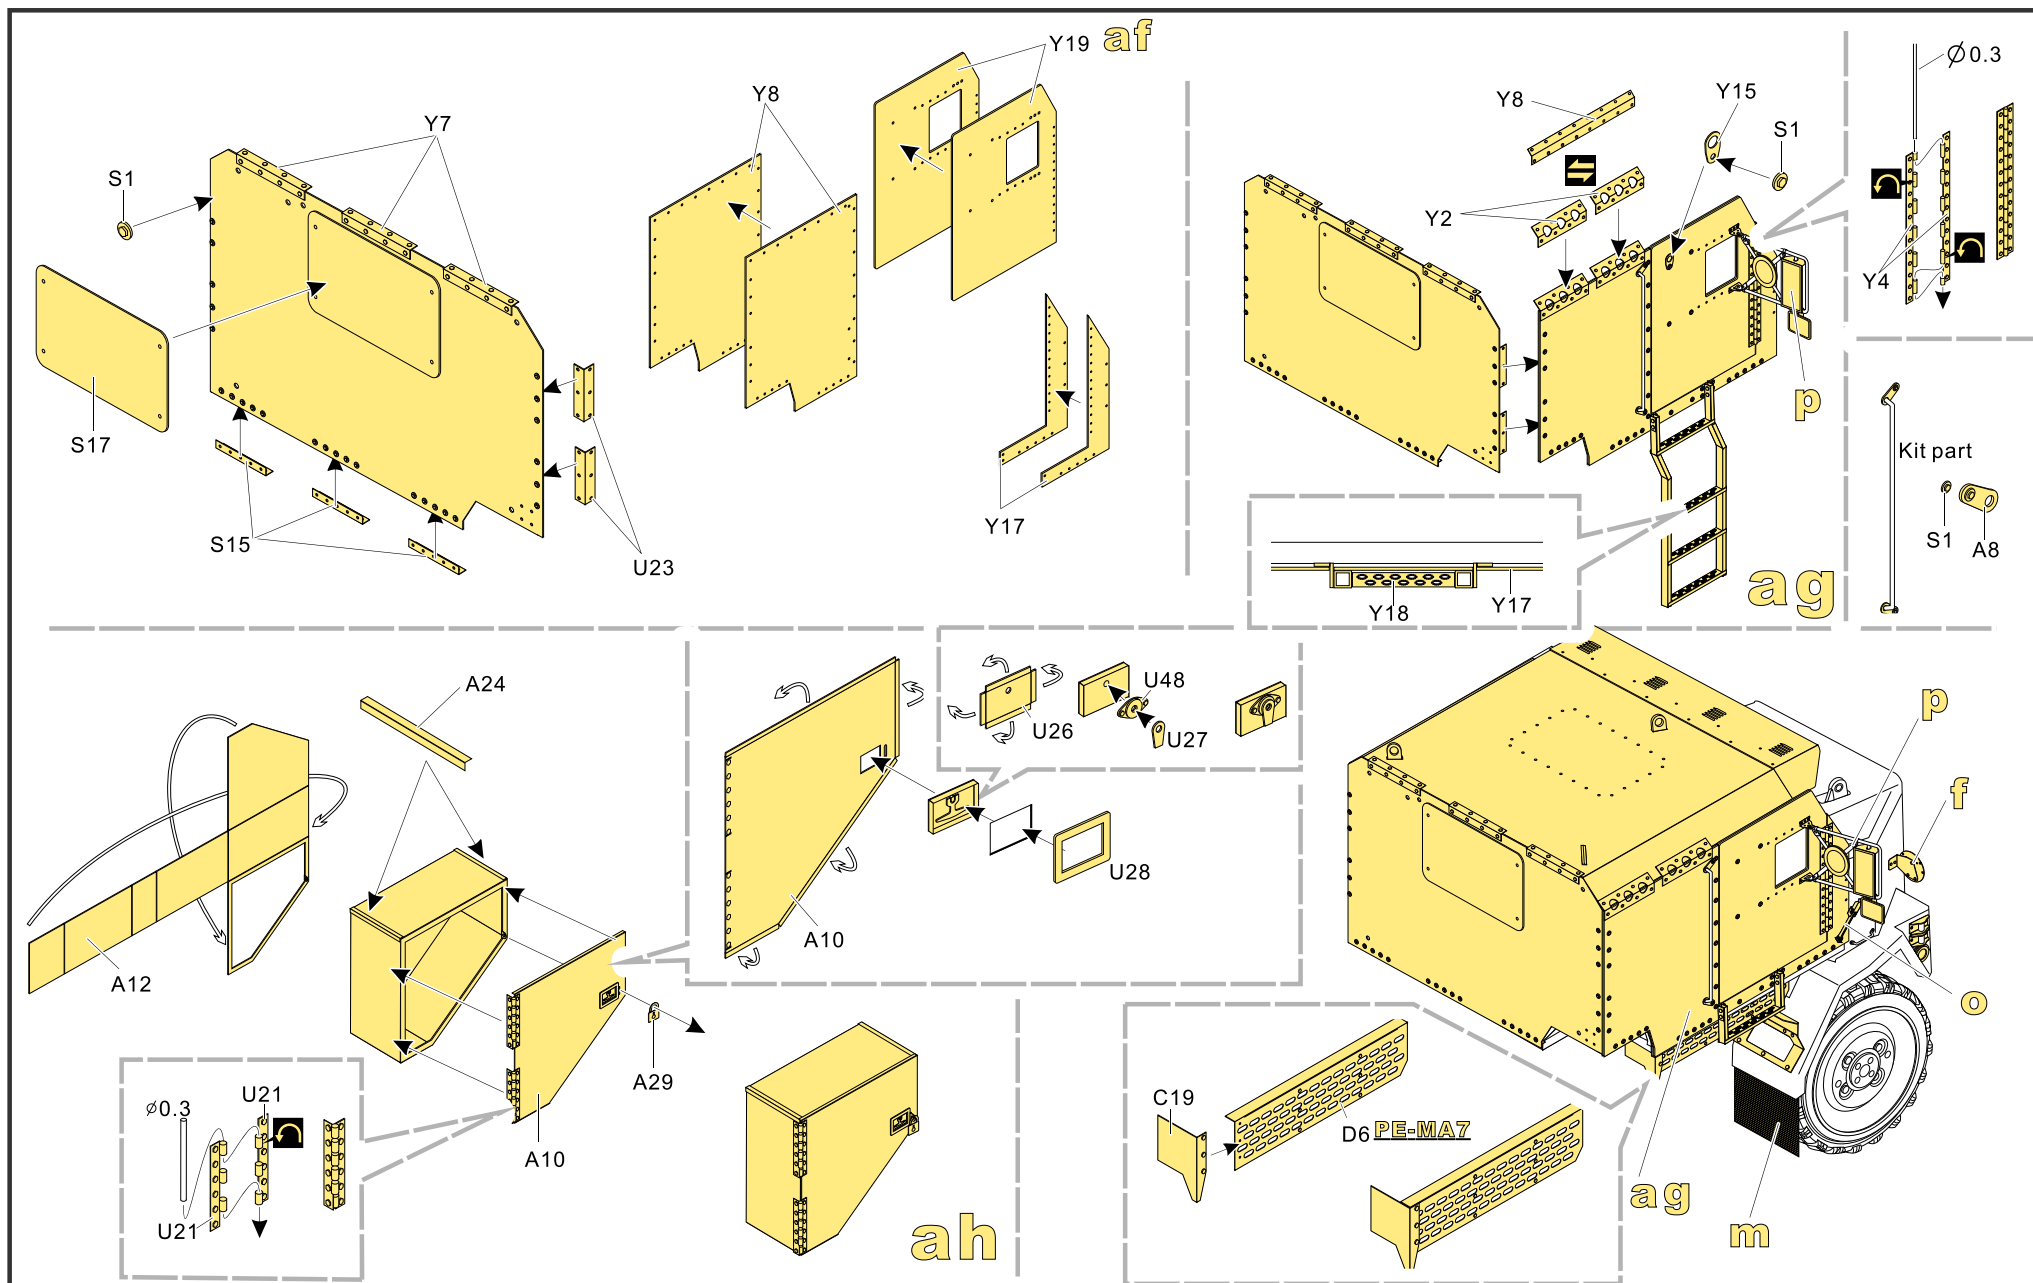 Y19
af
Y8
Y7
S1
S17
S15
U23
Y17
Y8
Y15
S1
Y2
p
Ø0.3
Y4
Kit part
S1
A8
Y18
Y17
ag
A24
A12
A10
A29
ø0.3
U21
U21
A10
U26
U48
U27
U28
ah
C19
D6 PE-MA7
p
f
o
ag
m